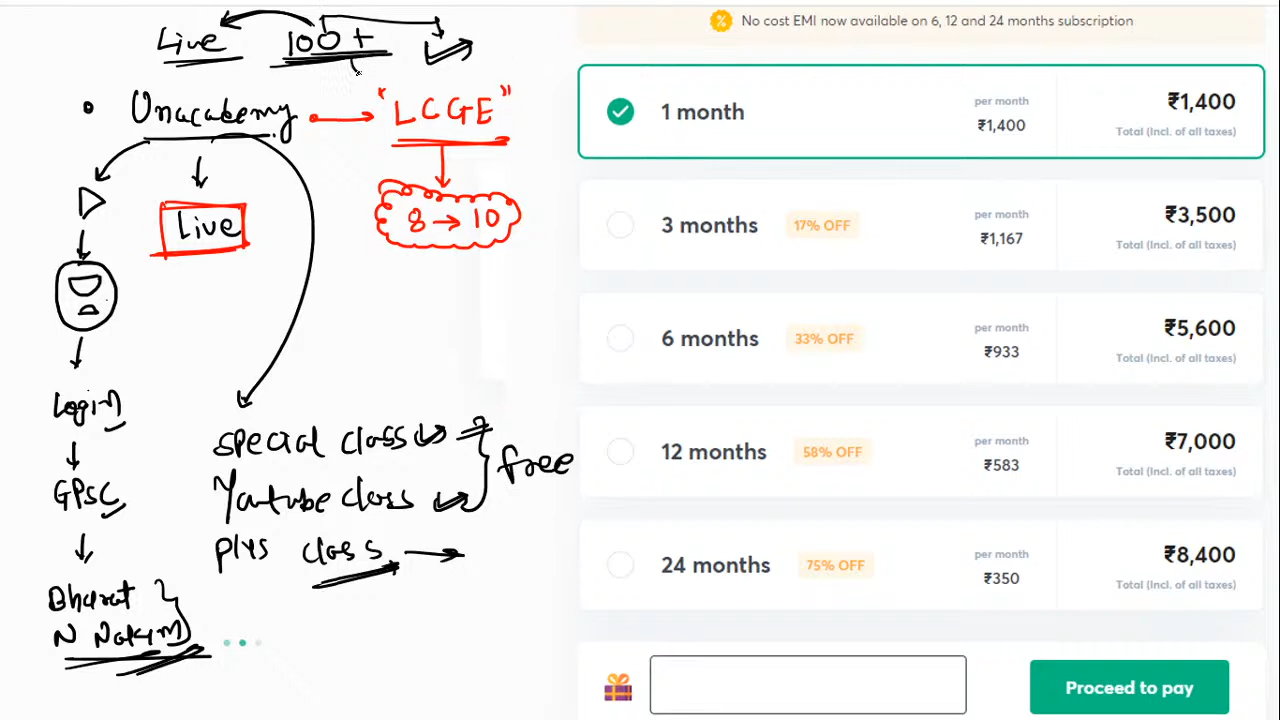 Live 100+
Unacademy "LCGE"
8 → 10
Live
Login
GPSC
Bharat
special class
Youtube class
free
plus class
No cost EMI now available on 6, 12 and 24 months subscription
1 month
per month
₹1,400
₹1,400
Total (Incl. of all taxes)
3 months
17% OFF
per month
₹1,167
₹3,500
Total (Incl. of all taxes)
6 months
33% OFF
per month
₹933
₹5,600
Total (Incl. of all taxes)
12 months
58% OFF
per month
₹583
₹7,000
Total (Incl. of all taxes)
24 months
75% OFF
per month
₹350
₹8,400
Total (Incl. of all taxes)
Proceed to pay